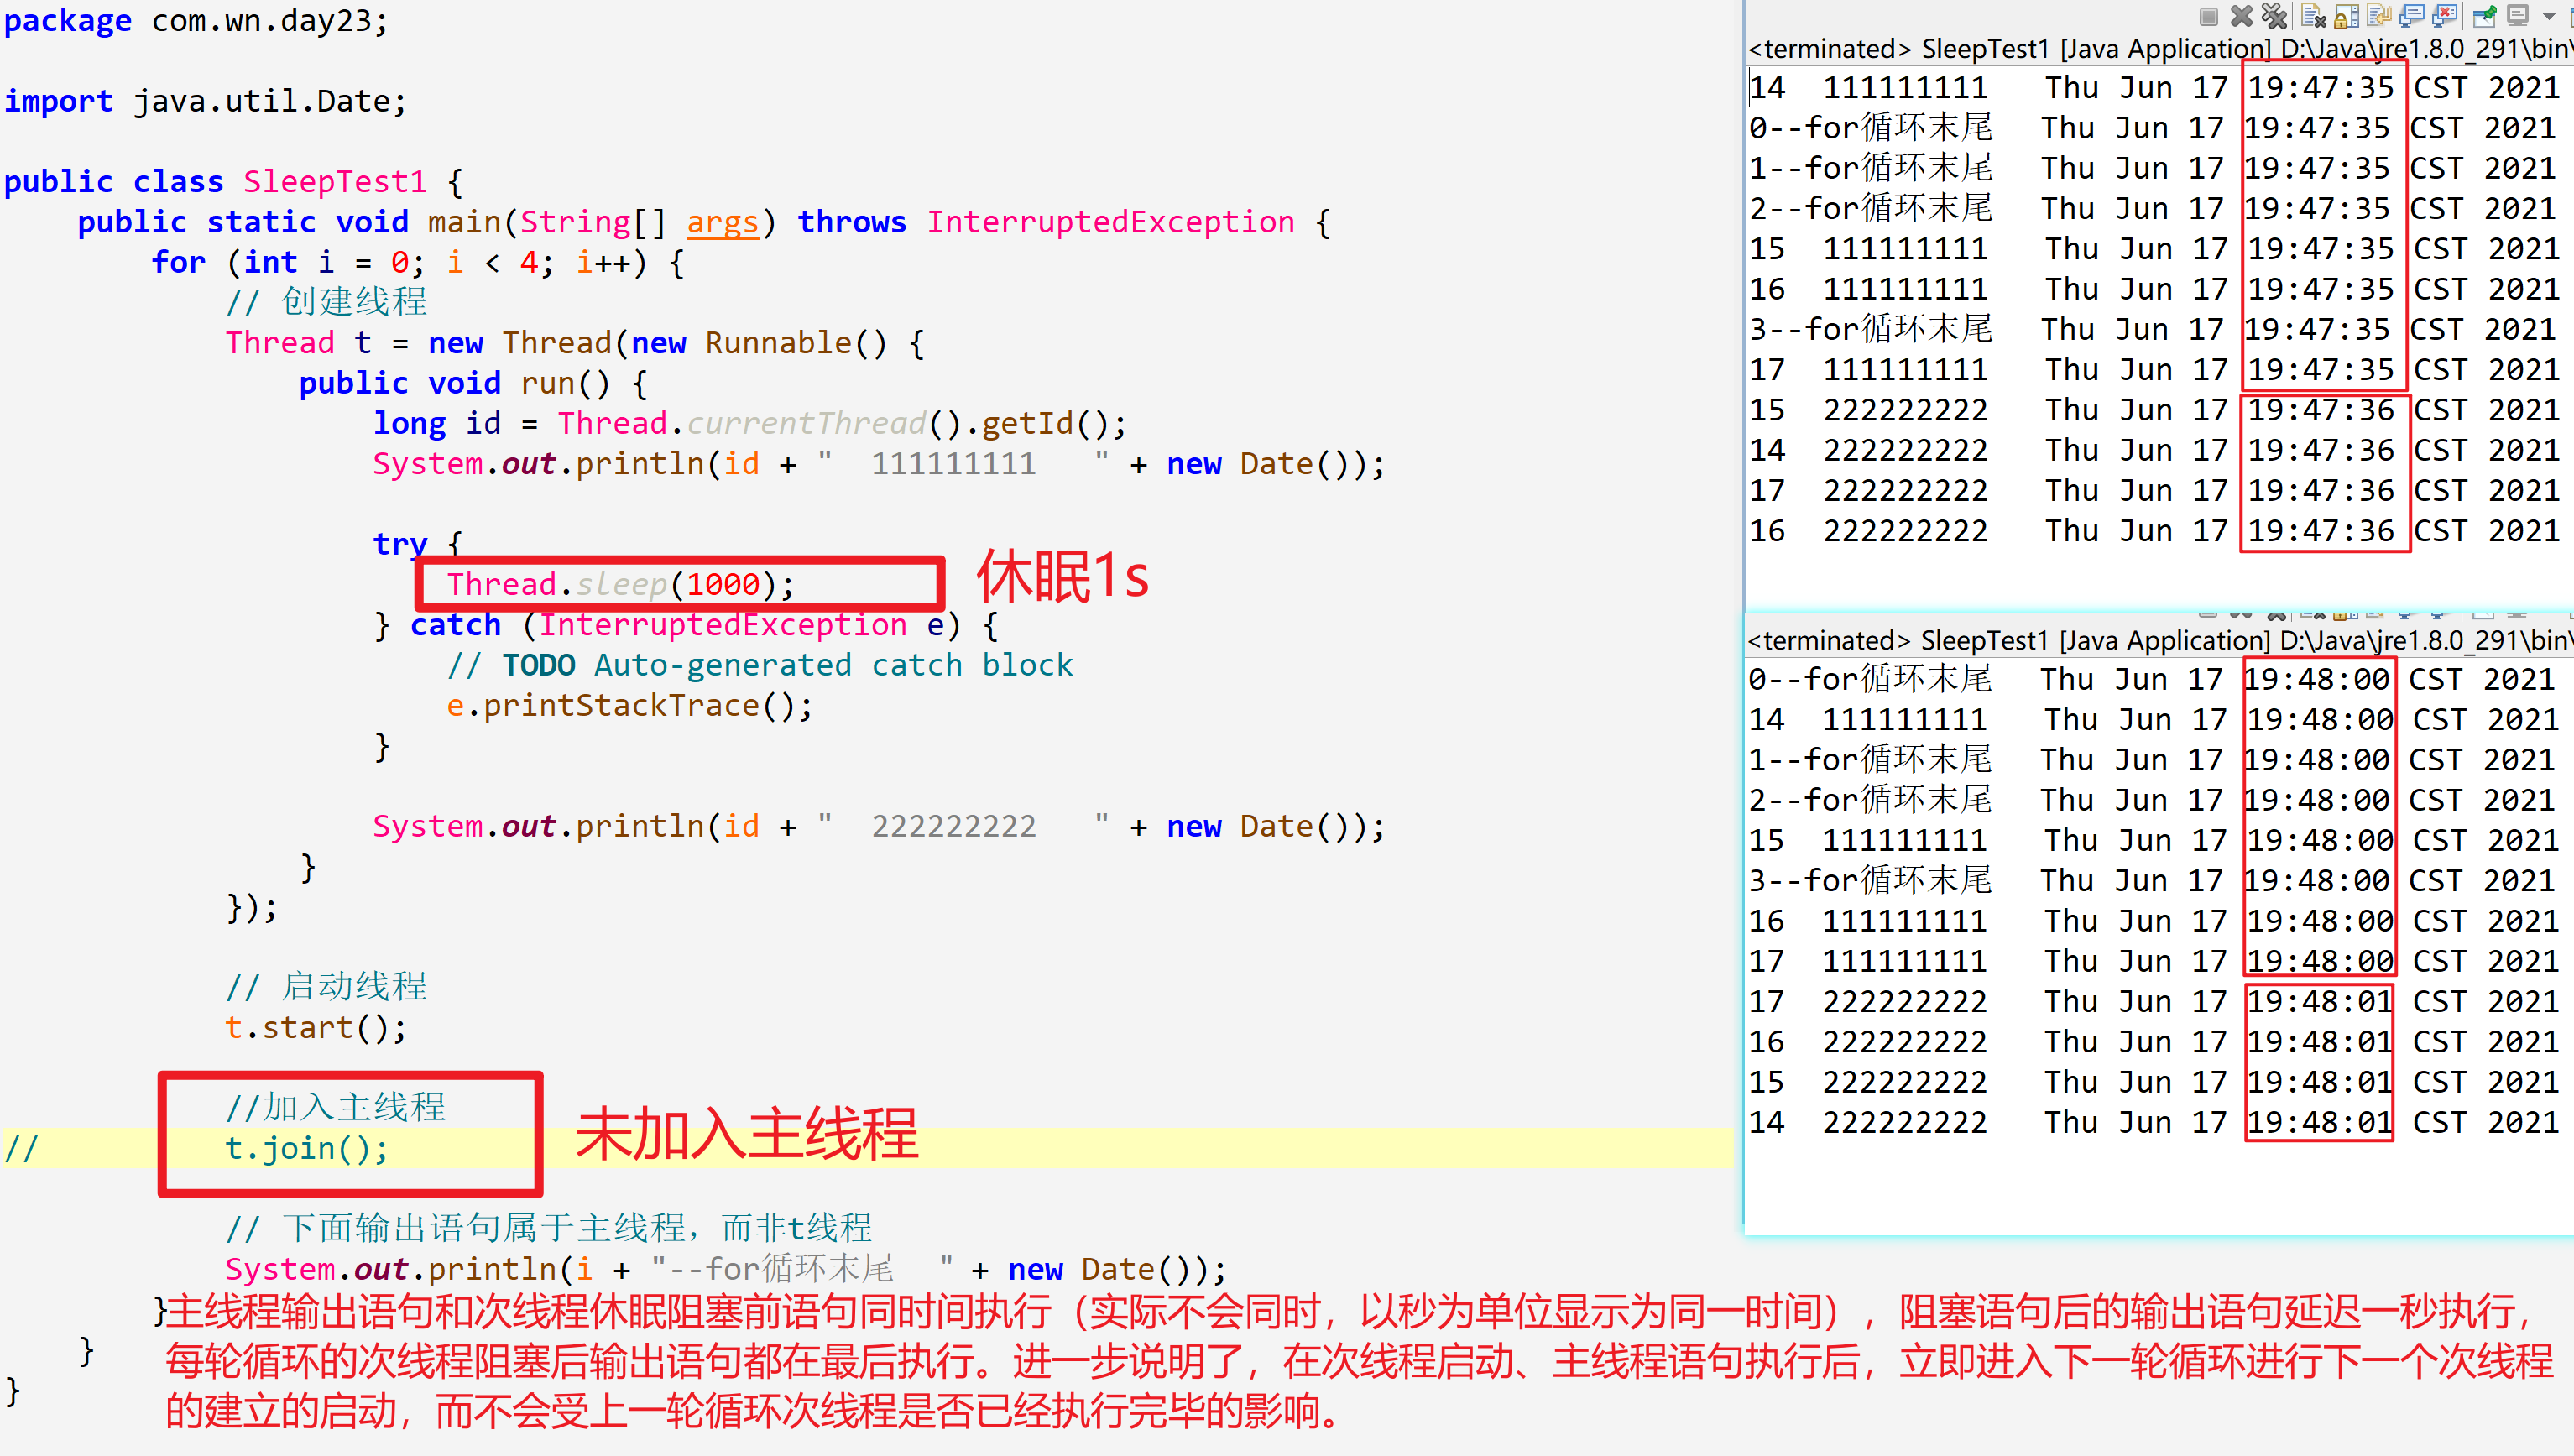 package com.wn.day23;
import java.util.Date;
public class SleepTest1 {
public static void main(String[] args) throws InterruptedException {
for (int i = 0; i < 4; i++) {
// 创建线程
Thread t = new Thread(new Runnable() {
public void run() {
long id = Thread.currentThread().getId();
System.out.println(id + "  111111111   " + new Date());
try {
Thread.sleep(1000);
休眠1s
} catch (InterruptedException e) {
// TODO Auto-generated catch block
e.printStackTrace();
}
System.out.println(id + "  222222222   " + new Date());
}
});
// 启动线程
t.start();
//加入主线程
// t.join();
未加入主线程
// 下面输出语句属于主线程，而非t线程
System.out.println(i + "--for循环末尾   " + new Date());
}
}
}
主线程输出语句和次线程休眠阻塞前语句同时间执行（实际不会同时，以秒为单位显示为同一时间），阻塞语句后的输出语句延迟一秒执行，
每轮循环的次线程阻塞后输出语句都在最后执行。进一步说明了，在次线程启动、主线程语句执行后，立即进入下一轮循环进行下一个次线程
的建立的启动，而不会受上一轮循环次线程是否已经执行完毕的影响。
<terminated> SleepTest1 [Java Application] D:\Java\jre1.8.0_291\bin\
14  111111111   Thu Jun 17 19:47:35 CST 2021
0--for循环末尾   Thu Jun 17 19:47:35 CST 2021
1--for循环末尾   Thu Jun 17 19:47:35 CST 2021
2--for循环末尾   Thu Jun 17 19:47:35 CST 2021
15  111111111   Thu Jun 17 19:47:35 CST 2021
16  111111111   Thu Jun 17 19:47:35 CST 2021
3--for循环末尾   Thu Jun 17 19:47:35 CST 2021
17  111111111   Thu Jun 17 19:47:35 CST 2021
15  222222222   Thu Jun 17 19:47:36 CST 2021
14  222222222   Thu Jun 17 19:47:36 CST 2021
17  222222222   Thu Jun 17 19:47:36 CST 2021
16  222222222   Thu Jun 17 19:47:36 CST 2021
<terminated> SleepTest1 [Java Application] D:\Java\jre1.8.0_291\bin\
0--for循环末尾   Thu Jun 17 19:48:00 CST 2021
14  111111111   Thu Jun 17 19:48:00 CST 2021
1--for循环末尾   Thu Jun 17 19:48:00 CST 2021
2--for循环末尾   Thu Jun 17 19:48:00 CST 2021
15  111111111   Thu Jun 17 19:48:00 CST 2021
3--for循环末尾   Thu Jun 17 19:48:00 CST 2021
16  111111111   Thu Jun 17 19:48:00 CST 2021
17  111111111   Thu Jun 17 19:48:00 CST 2021
17  222222222   Thu Jun 17 19:48:01 CST 2021
16  222222222   Thu Jun 17 19:48:01 CST 2021
15  222222222   Thu Jun 17 19:48:01 CST 2021
14  222222222   Thu Jun 17 19:48:01 CST 2021